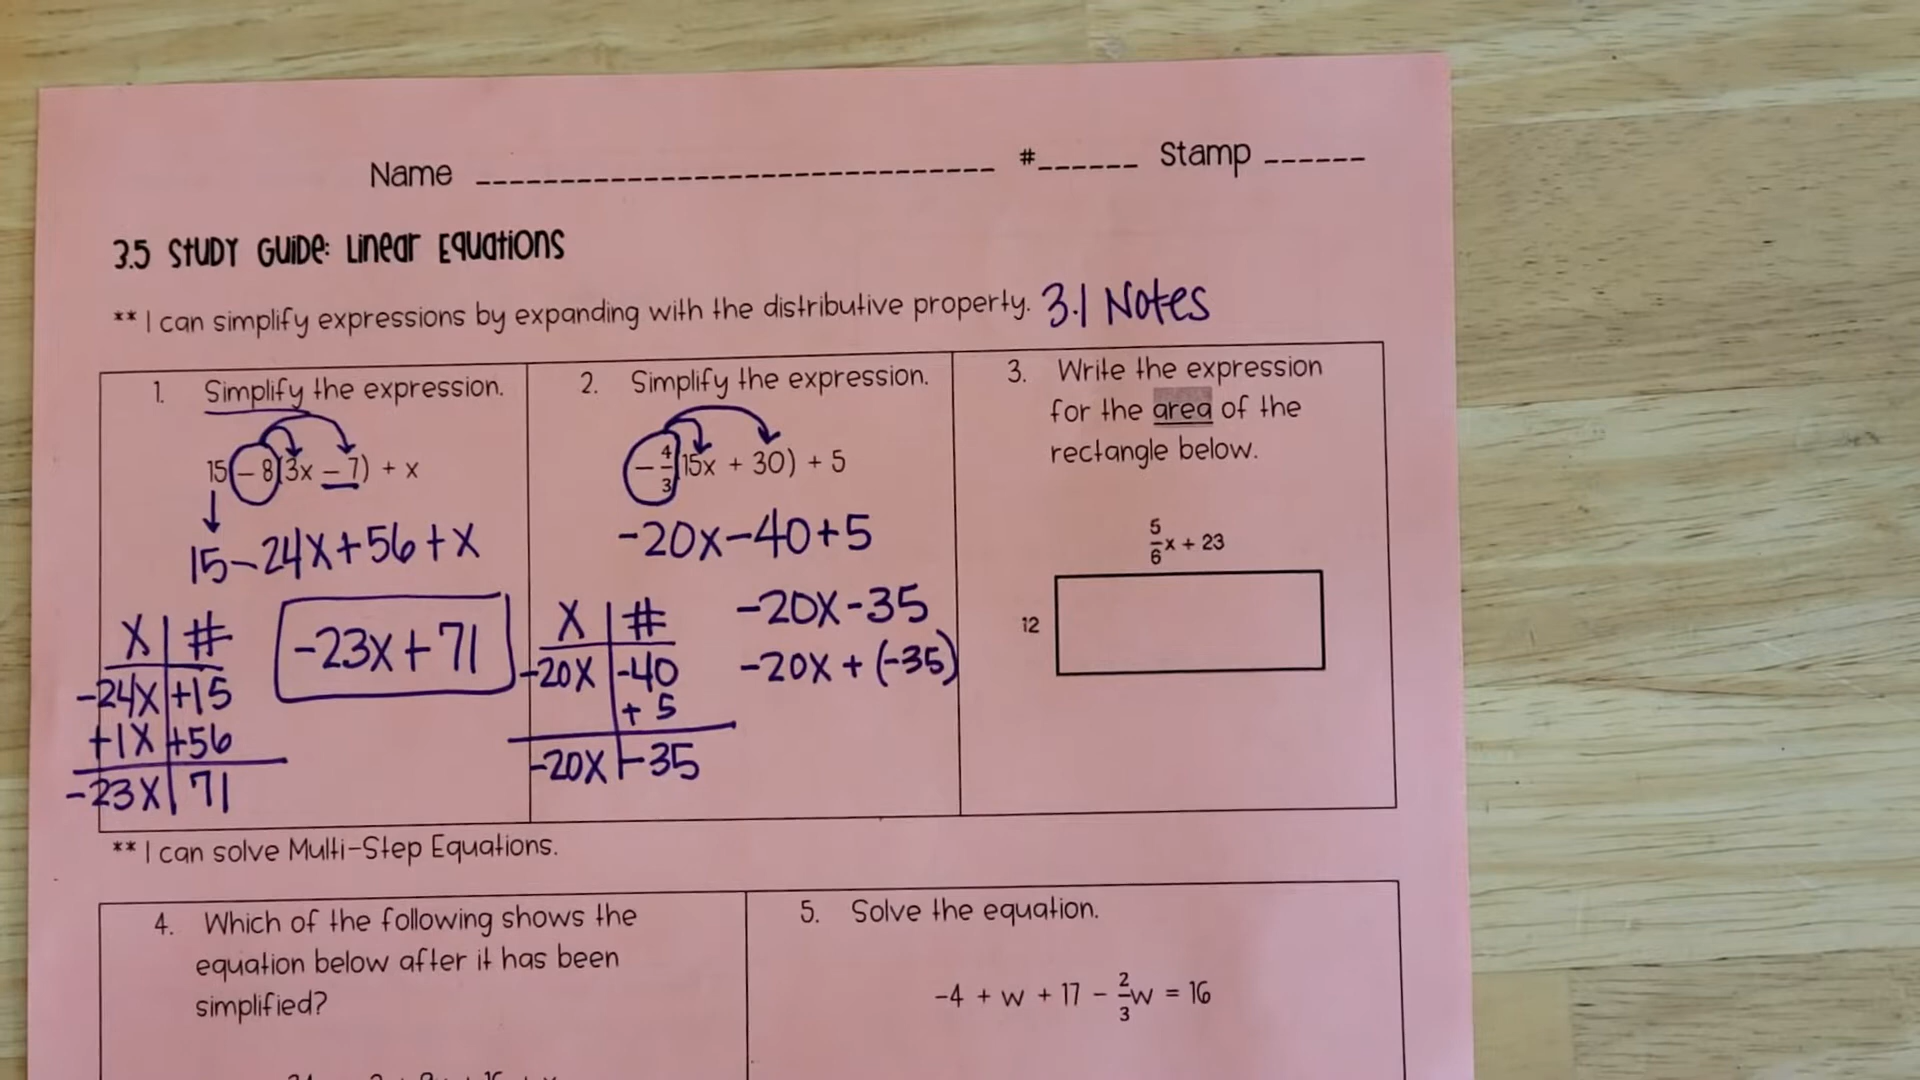 Name ______________________________ #______ Stamp ______
3.5 Study Guide: Linear Equations
** I can simplify expressions by expanding with the distributive property. 3.1 Notes
1. Simplify the expression.
15 - 8(3x - 7) + x
15-24x+56+x
x | #
-24x | +15
+1x | +56
-23x | 71
-23x+71
2. Simplify the expression.
-4/3(15x + 30) + 5
-20x-40+5
x | #
-20x | -40
+ 5
-20x | -35
-20x-35
-20x + (-35)
3. Write the expression
for the area of the
rectangle below.
5/6x + 23
12
** I can solve Multi-Step Equations.
4. Which of the following shows the
equation below after it has been
simplified?
5. Solve the equation.
-4 + w + 17 - 2/3w = 16